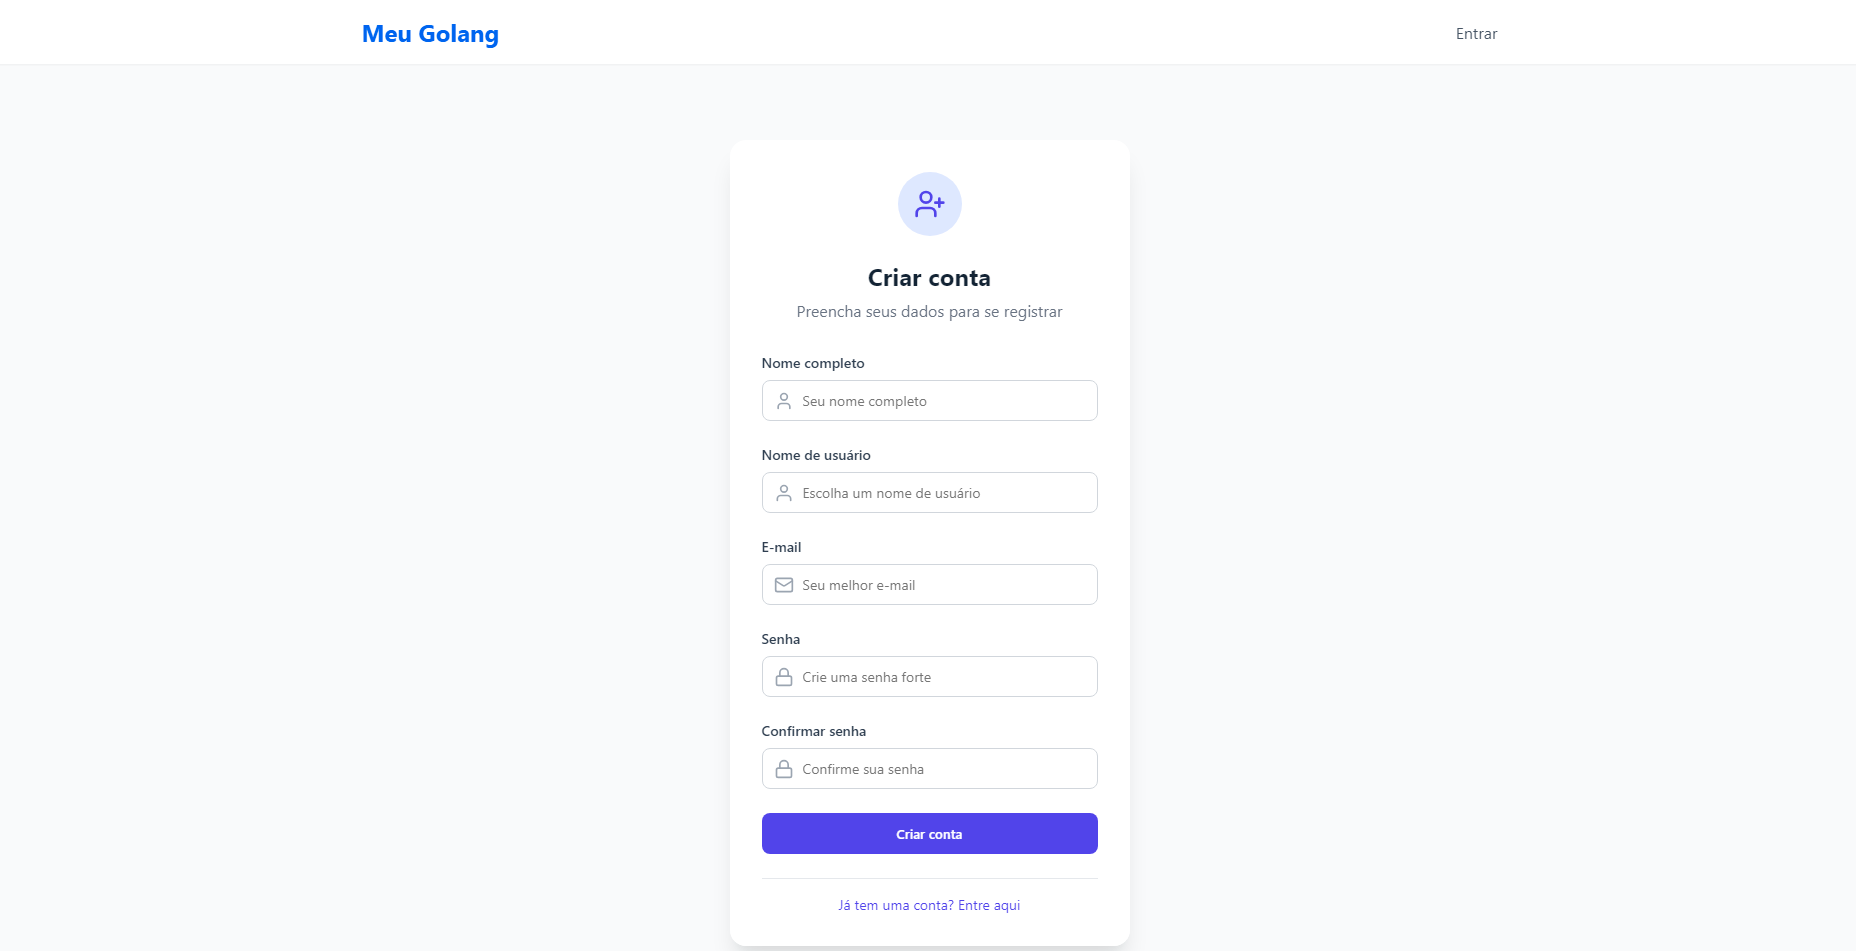 Meu Golang
Entrar
Criar conta
Preencha seus dados para se registrar
Nome completo
Seu nome completo
Nome de usuário
Escolha um nome de usuário
E-mail
Seu melhor e-mail
Senha
Crie uma senha forte
Confirmar senha
Confirme sua senha
Criar conta
Já tem uma conta? Entre aqui